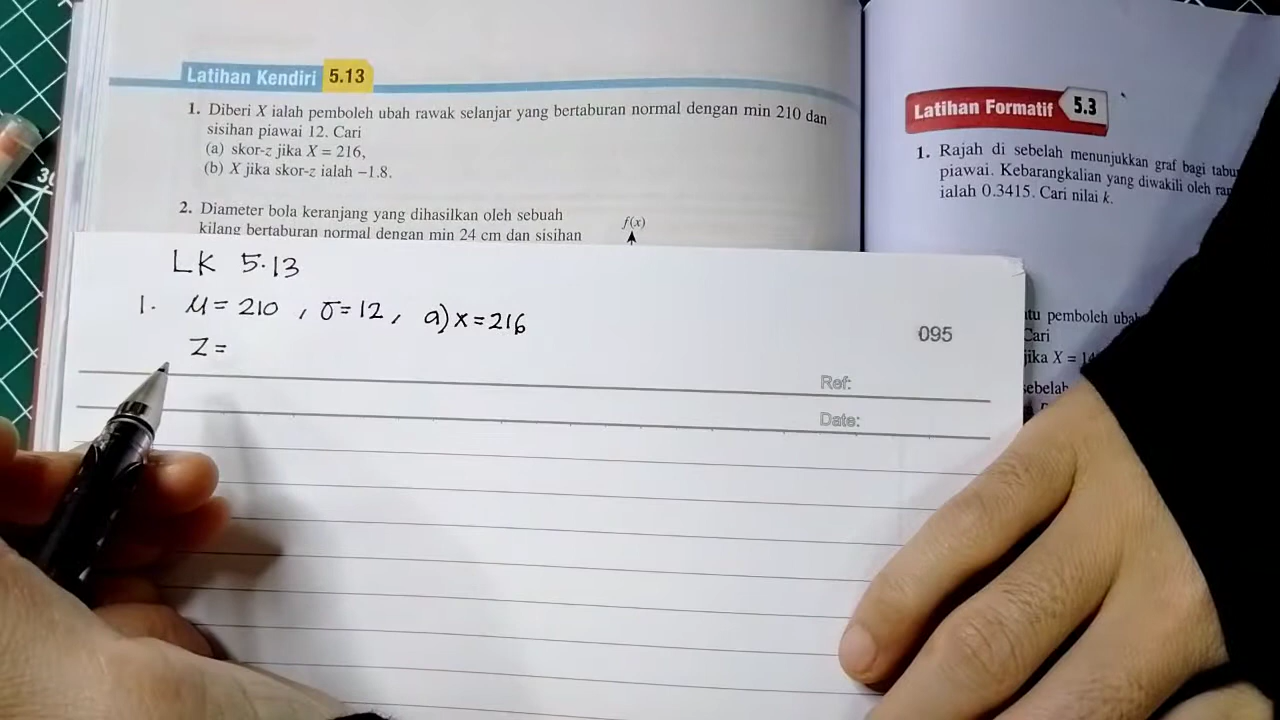 Latihan Kendiri 5.13
1. Diberi X ialah pemboleh ubah rawak selanjar yang bertaburan normal dengan min 210 dan
sisihan piawai 12. Cari
(a) skor-z jika X = 216,
(b) X jika skor-z ialah −1.8.
2. Diameter bola keranjang yang dihasilkan oleh sebuah
kilang bertaburan normal dengan min 24 cm dan sisihan
f(x)
Latihan Formatif 5.3
1. Rajah di sebelah menunjukkan graf bagi
piawai. Kebarangkalian yang diwakili oleh
ialah 0.3415. Cari nilai k.
pemboleh
Cari
jika X =
sebelah
LK 5.13
1. μ = 210 , σ = 12 , a) x = 216
Z =
095
Ref:
Date: